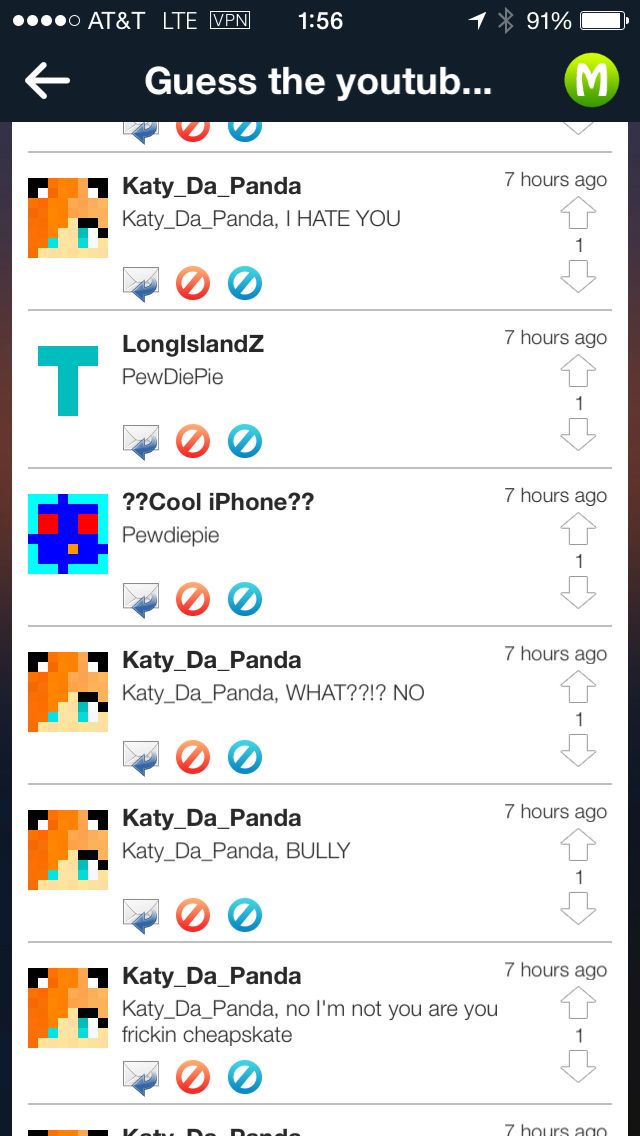 AT&T LTE VPN 1:56 91%
Guess the youtub...
M
Katy_Da_Panda 7 hours ago
Katy_Da_Panda, I HATE YOU
1
LongIslandZ 7 hours ago
PewDiePie
1
??Cool iPhone?? 7 hours ago
Pewdiepie
1
Katy_Da_Panda 7 hours ago
Katy_Da_Panda, WHAT??!? NO
1
Katy_Da_Panda 7 hours ago
Katy_Da_Panda, BULLY
1
Katy_Da_Panda 7 hours ago
Katy_Da_Panda, no I'm not you are you
frickin cheapskate
1
Katy_Da_Panda 7 hours ago